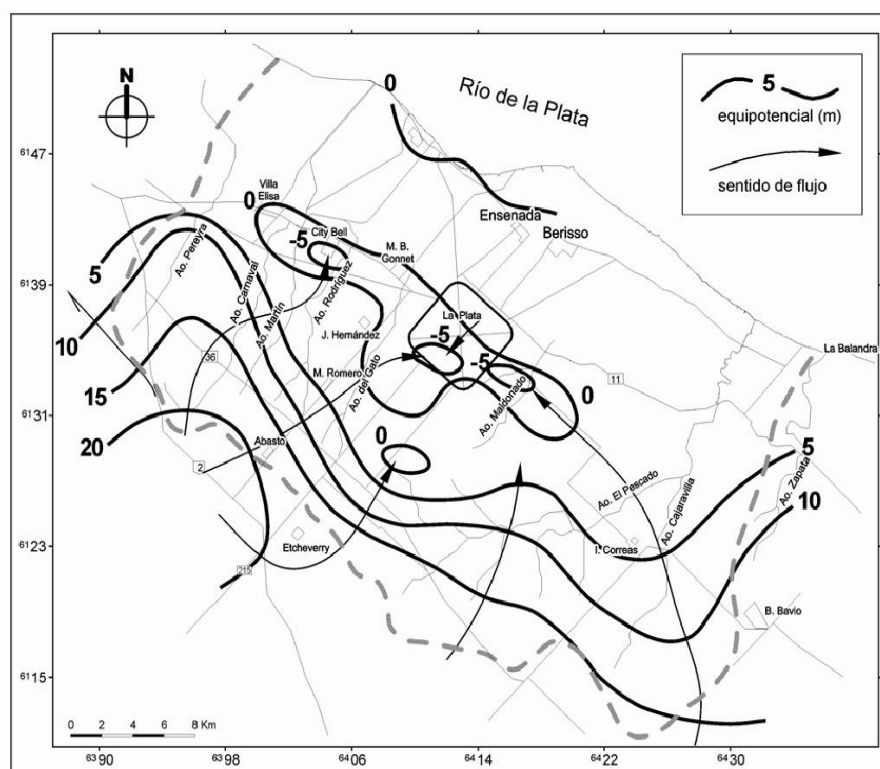 N
0
Río de la Plata
5
equipotencial (m)
sentido de flujo
6147
Villa
Elisa
0
City Bell
-5
Ensenada
Berisso
M. B.
Gonnet
Ao. Pereyra
5
6139
Ao. Carnaval
Ao. Martín
Ao. Rodríguez
10
La Plata
J. Hernández
-5
La Balandra
36
-5
11
M. Romero
Ao. del Gato
15
0
6131
Ao. Maldonado
20
Abasto
0
5
2
Ao. El Pescado
Ao. Zapata
10
Ao. Cajaravilla
6123
Etcheverry
I. Correas
215
B. Bavio
6115
0 2 4 6 8 Km
6390 6398 6406 6414 6422 6430